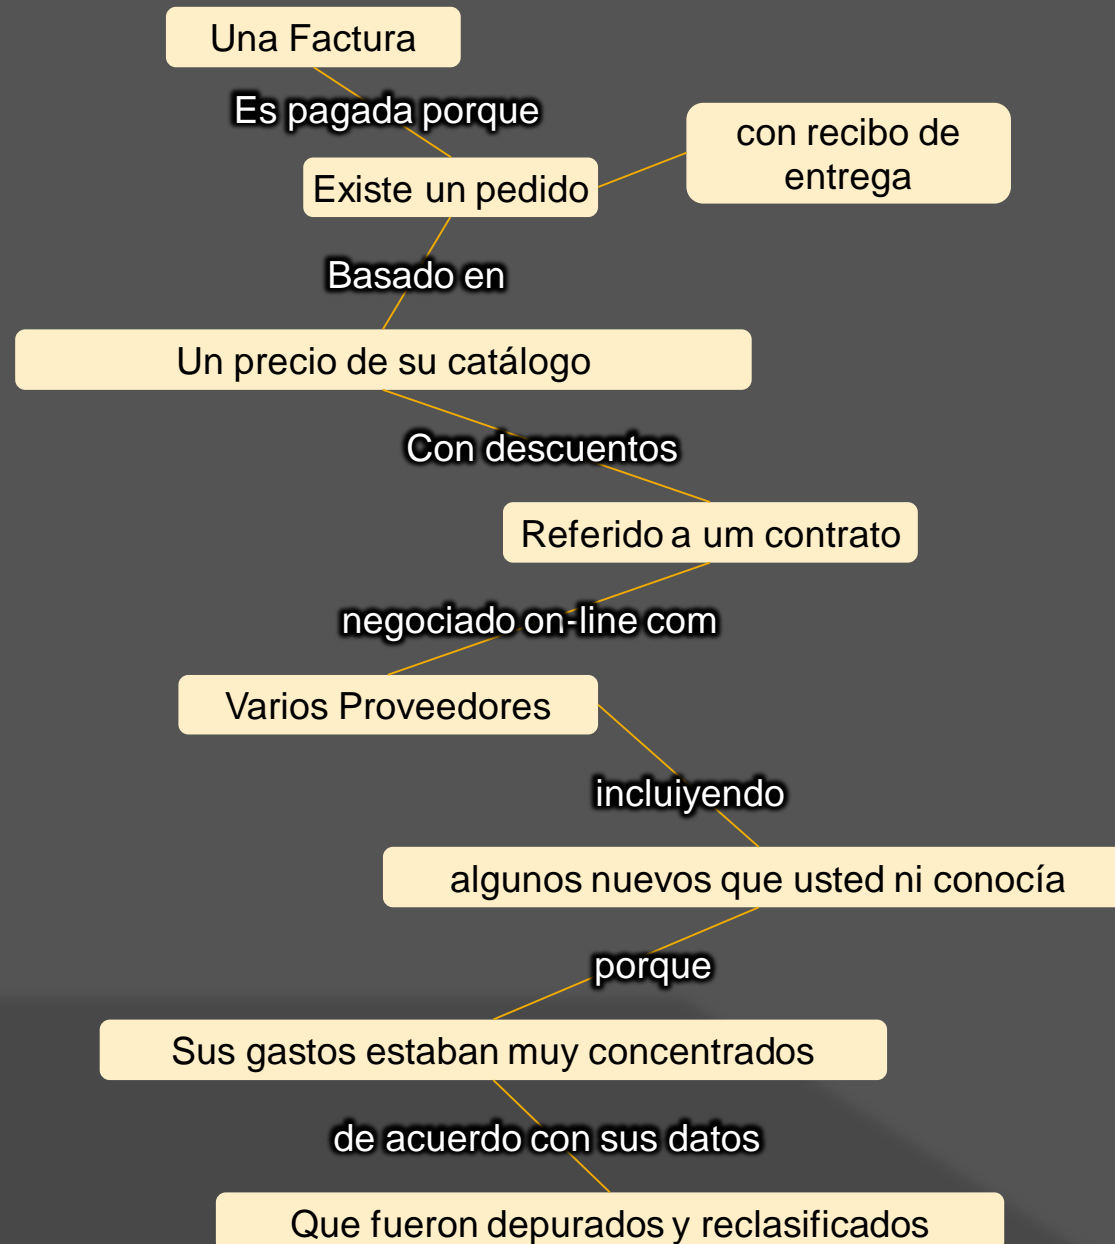 Una Factura
Es pagada porque
con recibo de
entrega
Existe un pedido
Basado en
Un precio de su catálogo
Con descuentos
Referido a um contrato
negociado on-line com
Varios Proveedores
incluiyendo
algunos nuevos que usted ni conocía
porque
Sus gastos estaban muy concentrados
de acuerdo con sus datos
Que fueron depurados y reclasificados